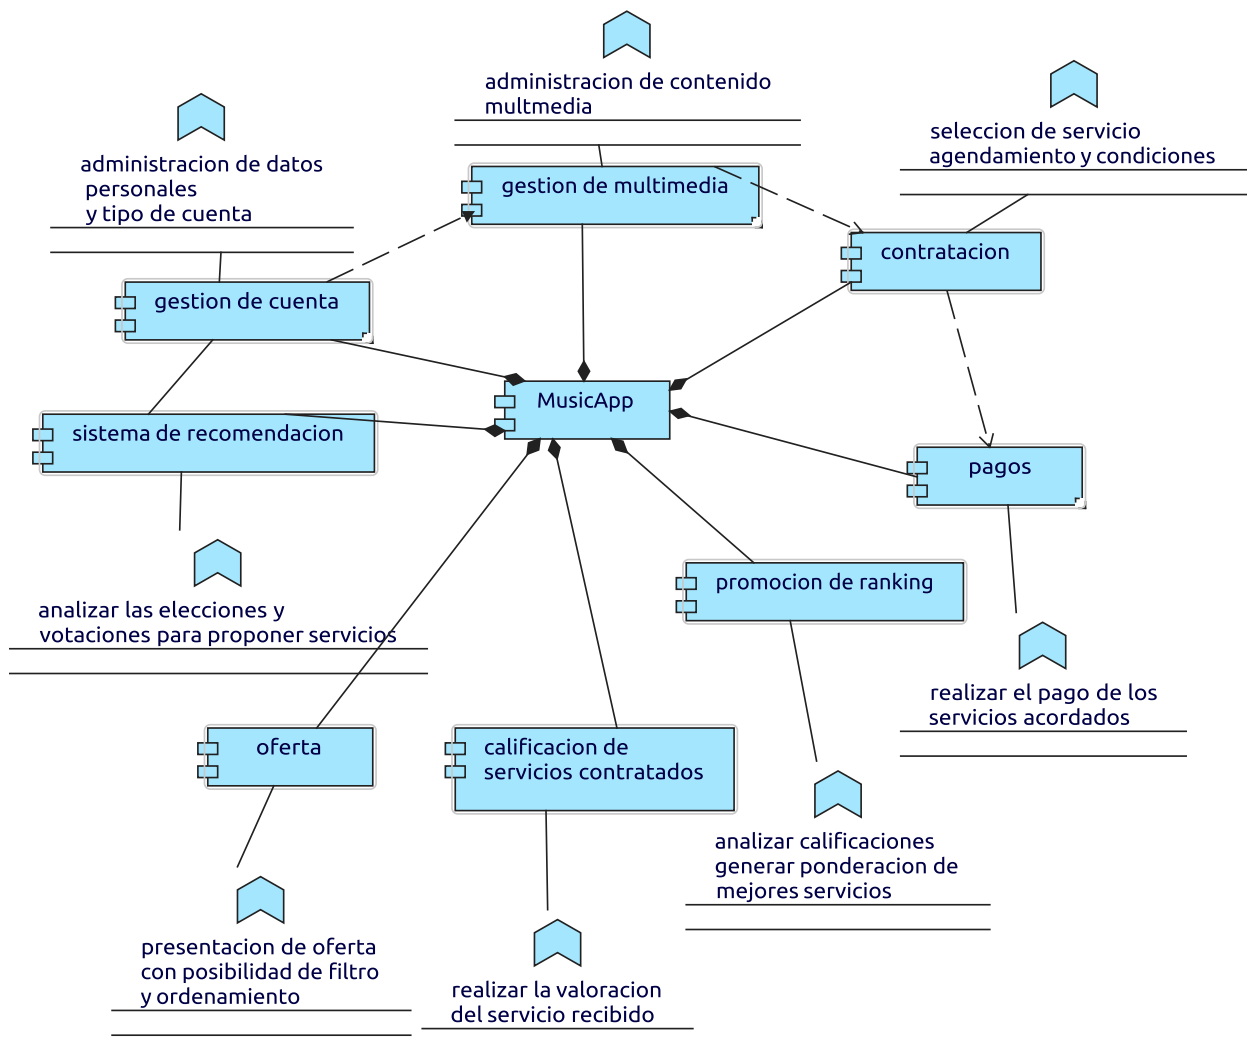 administracion de contenido
multmedia
seleccion de servicio
agendamiento y condiciones
administracion de datos
personales
y tipo de cuenta
gestion de multimedia
contratacion
gestion de cuenta
MusicApp
sistema de recomendacion
pagos
promocion de ranking
analizar las elecciones y
votaciones para proponer servicios
realizar el pago de los
servicios acordados
oferta
calificacion de
servicios contratados
analizar calificaciones
generar ponderacion de
mejores servicios
presentacion de oferta
con posibilidad de filtro
y ordenamiento
realizar la valoracion
del servicio recibido